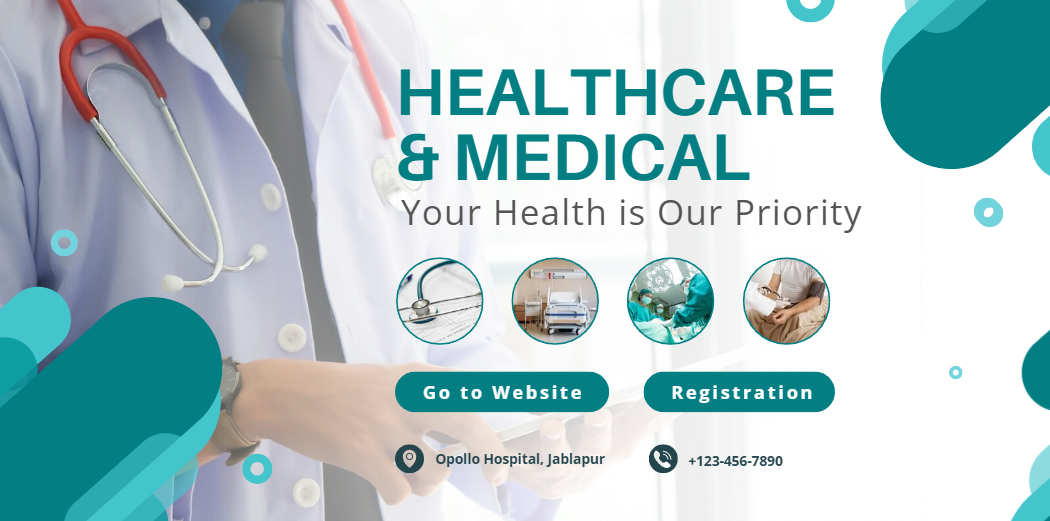 HEALTHCARE
& MEDICAL
Your Health is Our Priority
Go to Website
Registration
Opollo Hospital, Jablapur
+123-456-7890